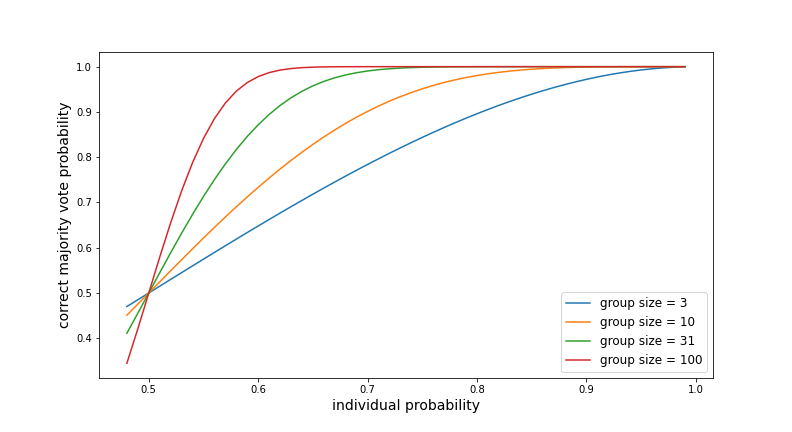 correct majority vote probability
1.0
0.9
0.8
0.7
0.6
0.5
0.4
group size = 3
group size = 10
group size = 31
group size = 100
0.5 0.6 0.7 0.8 0.9 1.0
individual probability